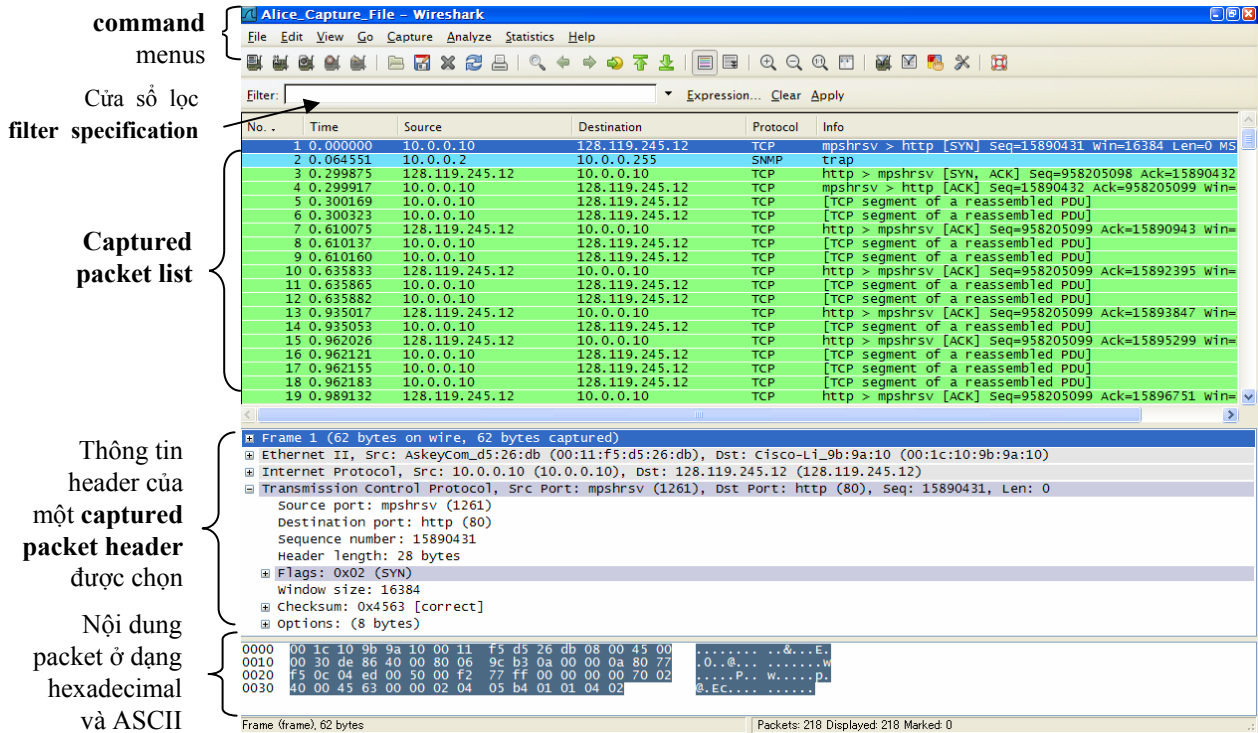 command
menus
Cửa sổ lọc
filter specification
Captured
packet list
Thông tin
header của
một captured
packet header
được chọn
Nội dung
packet ở dạng
hexadecimal
và ASCII
Alice_Capture_File - Wireshark
File Edit View Go Capture Analyze Statistics Help
Filter: Expression... Clear Apply
No. . Time Source Destination Protocol Info
1 0.000000 10.0.0.10 128.119.245.12 TCP mpshrsv > http [SYN] Seq=15890431 Win=16384 Len=0 MS
2 0.064551 10.0.0.2 10.0.0.255 SNMP trap
3 0.299875 128.119.245.12 10.0.0.10 TCP http > mpshrsv [SYN, ACK] Seq=958205098 Ack=15890432
4 0.299917 10.0.0.10 128.119.245.12 TCP mpshrsv > http [ACK] Seq=15890432 Ack=958205099 Win=
5 0.300169 10.0.0.10 128.119.245.12 TCP [TCP segment of a reassembled PDU]
6 0.300323 10.0.0.10 128.119.245.12 TCP [TCP segment of a reassembled PDU]
7 0.610075 128.119.245.12 10.0.0.10 TCP http > mpshrsv [ACK] Seq=958205099 Ack=15890943 Win=
8 0.610137 10.0.0.10 128.119.245.12 TCP [TCP segment of a reassembled PDU]
9 0.610160 10.0.0.10 128.119.245.12 TCP [TCP segment of a reassembled PDU]
10 0.635833 128.119.245.12 10.0.0.10 TCP http > mpshrsv [ACK] Seq=958205099 Ack=15892395 Win=
11 0.635865 10.0.0.10 128.119.245.12 TCP [TCP segment of a reassembled PDU]
12 0.635882 10.0.0.10 128.119.245.12 TCP [TCP segment of a reassembled PDU]
13 0.935017 128.119.245.12 10.0.0.10 TCP http > mpshrsv [ACK] Seq=958205099 Ack=15893847 Win=
14 0.935053 10.0.0.10 128.119.245.12 TCP [TCP segment of a reassembled PDU]
15 0.962026 128.119.245.12 10.0.0.10 TCP http > mpshrsv [ACK] Seq=958205099 Ack=15895299 Win=
16 0.962121 10.0.0.10 128.119.245.12 TCP [TCP segment of a reassembled PDU]
17 0.962155 10.0.0.10 128.119.245.12 TCP [TCP segment of a reassembled PDU]
18 0.962183 10.0.0.10 128.119.245.12 TCP [TCP segment of a reassembled PDU]
19 0.989132 128.119.245.12 10.0.0.10 TCP http > mpshrsv [ACK] Seq=958205099 Ack=15896751 Win=
Frame 1 (62 bytes on wire, 62 bytes captured)
Ethernet II, Src: AskeyCom_d5:26:db (00:11:f5:d5:26:db), Dst: Cisco-Li_9b:9a:10 (00:1c:10:9b:9a:10)
Internet Protocol, Src: 10.0.0.10 (10.0.0.10), Dst: 128.119.245.12 (128.119.245.12)
Transmission Control Protocol, Src Port: mpshrsv (1261), Dst Port: http (80), Seq: 15890431, Len: 0
Source port: mpshrsv (1261)
Destination port: http (80)
Sequence number: 15890431
Header length: 28 bytes
Flags: 0x02 (SYN)
Window size: 16384
Checksum: 0x4563 [correct]
Options: (8 bytes)
0000 00 1c 10 9b 9a 10 00 11 f5 d5 26 db 08 00 45 00 ........ ..&...E.
0010 00 30 de 86 40 00 80 06 9c b3 0a 00 00 0a 80 77 .0..@... .......w
0020 f5 0c 04 ed 00 50 00 f2 77 ff 00 00 00 00 70 02 .....P.. w.....p.
0030 40 00 45 63 00 00 02 04 05 b4 01 01 04 02 @.Ec.... ......
Frame (frame), 62 bytes
Packets: 218 Displayed: 218 Marked: 0